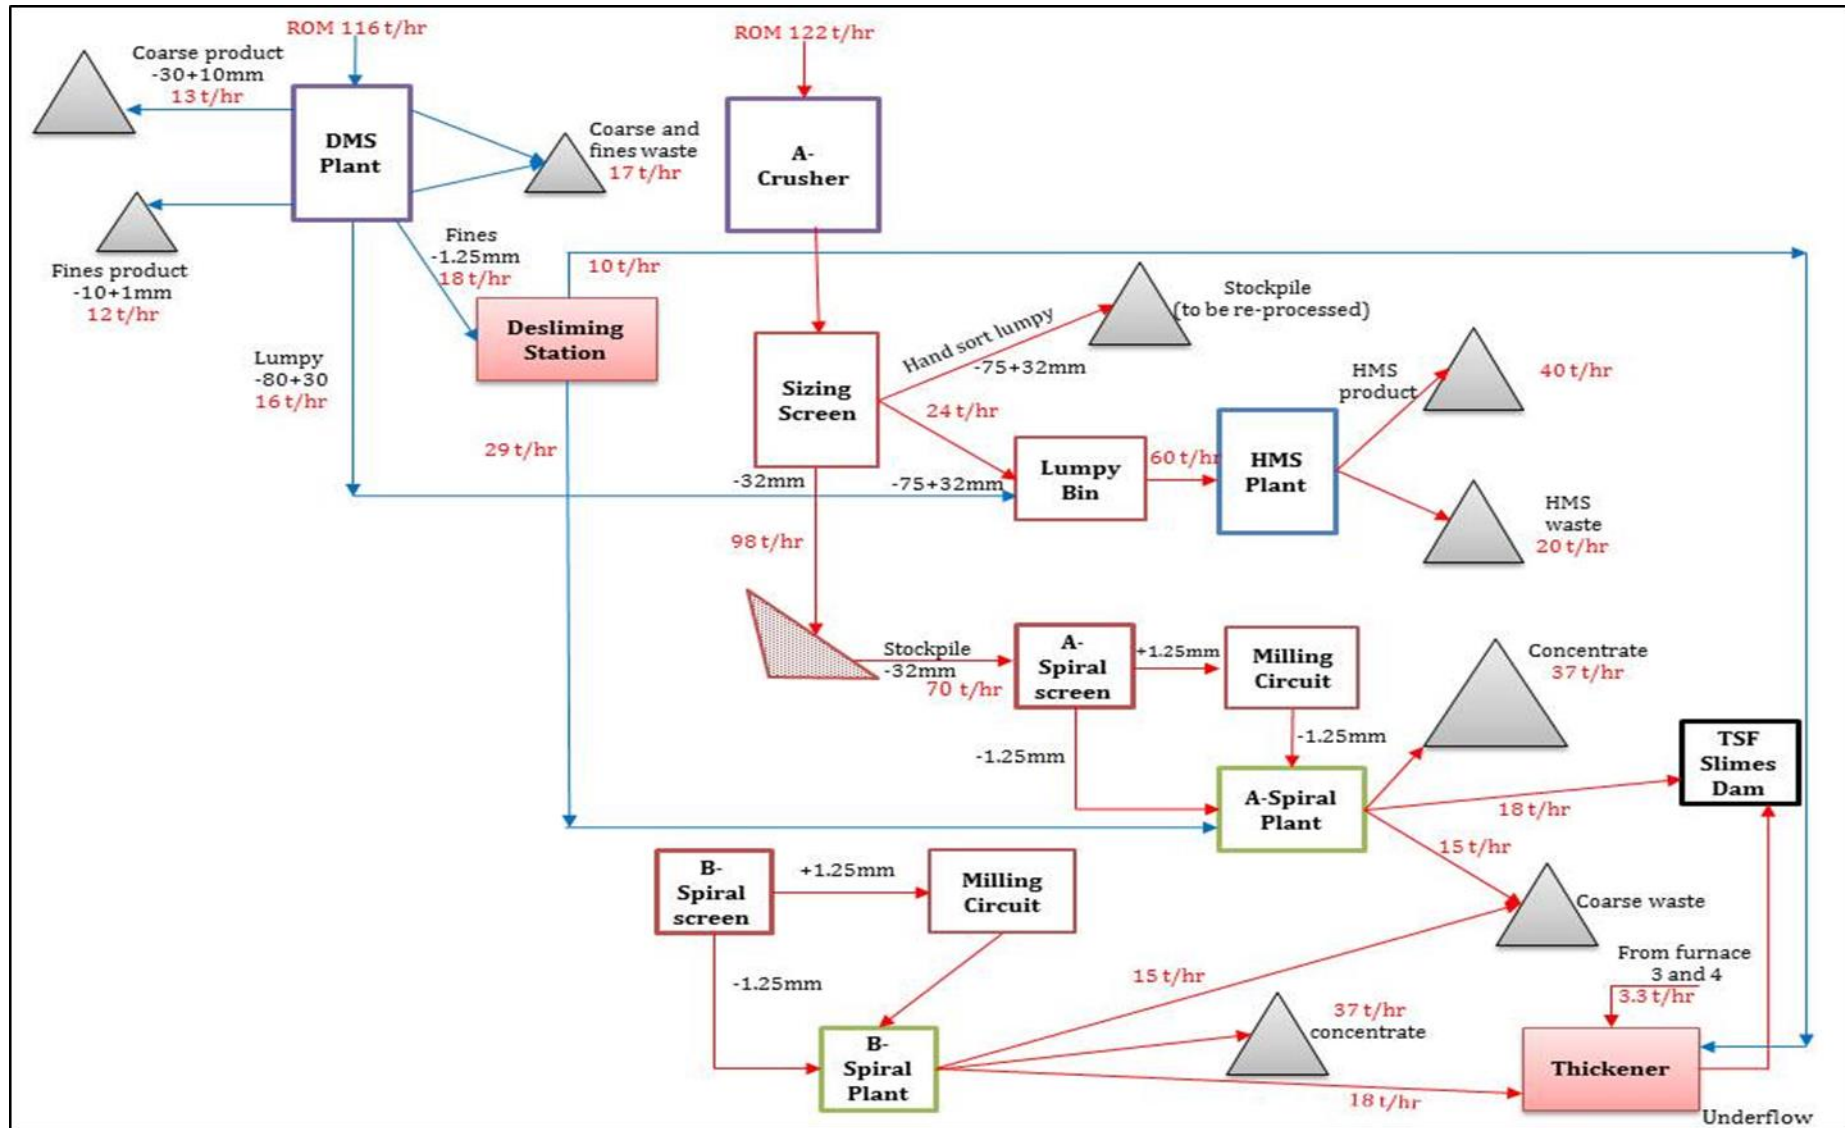 ROM 116 t/hr
Coarse product
-30+10mm
13 t/hr
DMS
Plant
Coarse and
fines waste
17 t/hr
Fines product
-10+1mm
12 t/hr
Fines
-1.25mm
18 t/hr
Lumpy
-80+30
16 t/hr
Desliming
Station
10 t/hr
29 t/hr
ROM 122 t/hr
A-
Crusher
Sizing
Screen
Hand sort lumpy
-75+32mm
Stockpile
(to be re-processed)
24 t/hr
-32mm
-75+32mm
98 t/hr
Lumpy
Bin
60 t/hr
HMS
Plant
HMS
product
40 t/hr
HMS
waste
20 t/hr
Stockpile
-32mm
70 t/hr
A-
Spiral
screen
+1.25mm
Milling
Circuit
-1.25mm
-1.25mm
A-Spiral
Plant
Concentrate
37 t/hr
TSF
Slimes
Dam
18 t/hr
15 t/hr
Coarse waste
B-
Spiral
screen
+1.25mm
Milling
Circuit
-1.25mm
B-
Spiral
Plant
15 t/hr
37 t/hr
concentrate
18 t/hr
From furnace
3 and 4
3.3 t/hr
Thickener
Underflow